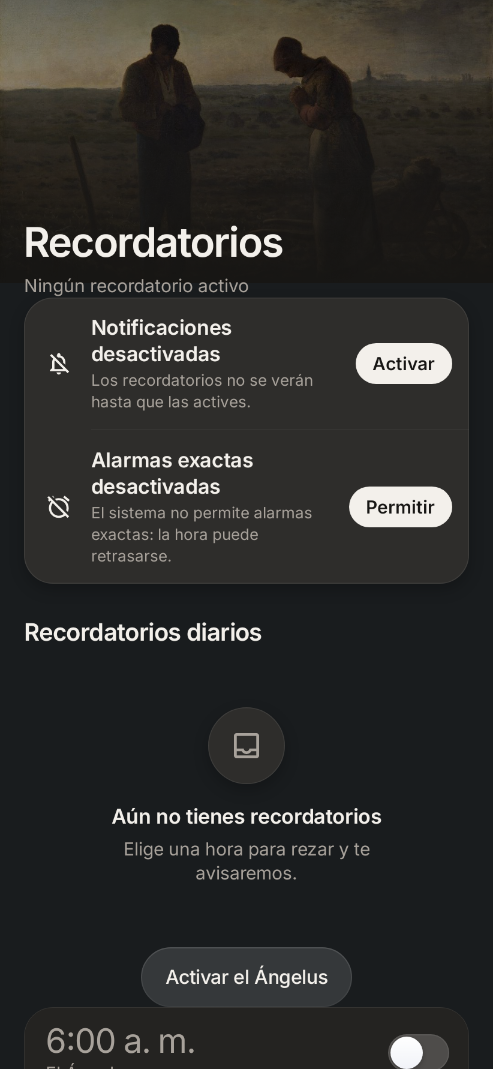 Recordatorios
Ningún recordatorio activo
Notificaciones
desactivadas
Los recordatorios no se verán
hasta que las actives.
Activar
Alarmas exactas
desactivadas
El sistema no permite alarmas
exactas: la hora puede
retrasarse.
Permitir
Recordatorios diarios
Aún no tienes recordatorios
Elige una hora para rezar y te
avisaremos.
Activar el Ángelus
6:00 a. m.